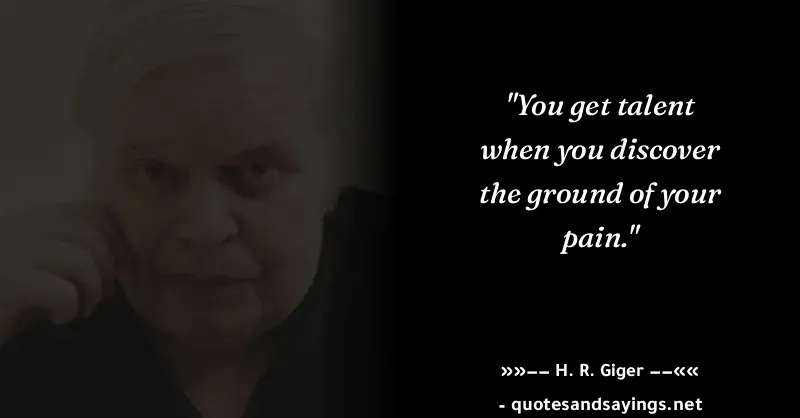 "You get talent
when you discover
the ground of your
pain."
»»−− H. R. Giger −−««
- quotesandsayings.net